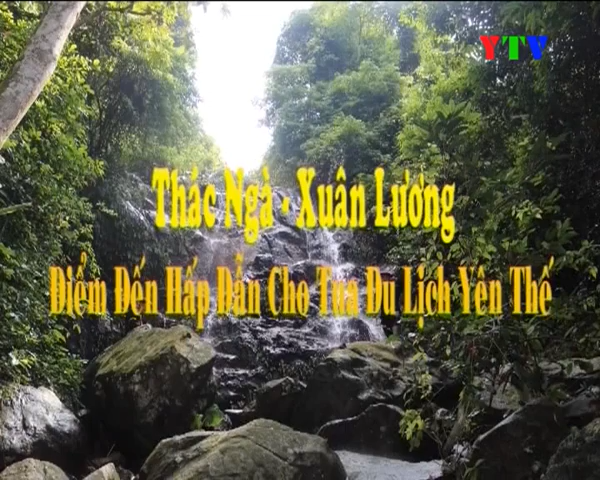 YTV
Thác Ngà - Xuân Lương
Điểm Đến Hấp Dẫn Cho Tua Du Lịch Yên Thế